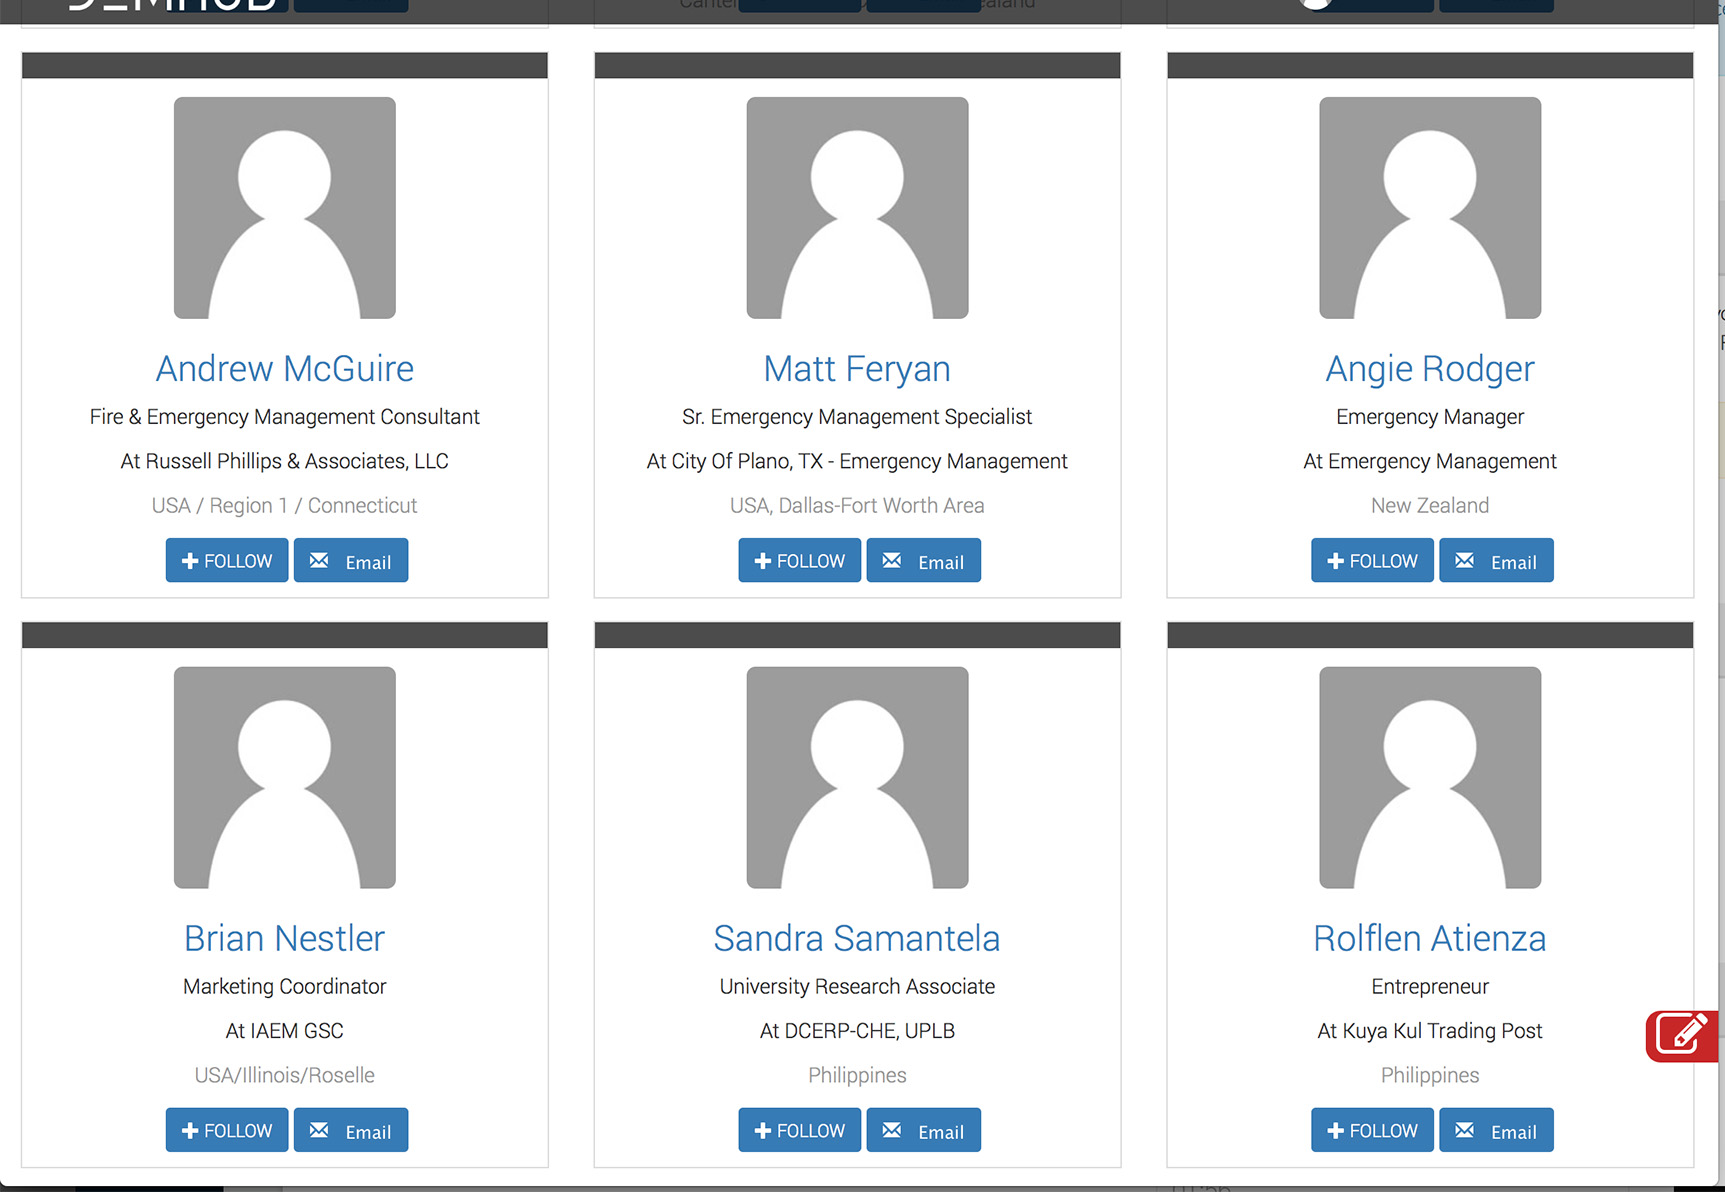 DEMHUB
Andrew McGuire
Fire & Emergency Management Consultant
At Russell Phillips & Associates, LLC
USA / Region 1 / Connecticut
FOLLOW Email
Matt Feryan
Sr. Emergency Management Specialist
At City Of Plano, TX - Emergency Management
USA, Dallas-Fort Worth Area
FOLLOW Email
Angie Rodger
Emergency Manager
At Emergency Management
New Zealand
FOLLOW Email
Brian Nestler
Marketing Coordinator
At IAEM GSC
USA/Illinois/Roselle
FOLLOW Email
Sandra Samantela
University Research Associate
At DCERP-CHE, UPLB
Philippines
FOLLOW Email
Rolflen Atienza
Entrepreneur
At Kuya Kul Trading Post
Philippines
FOLLOW Email